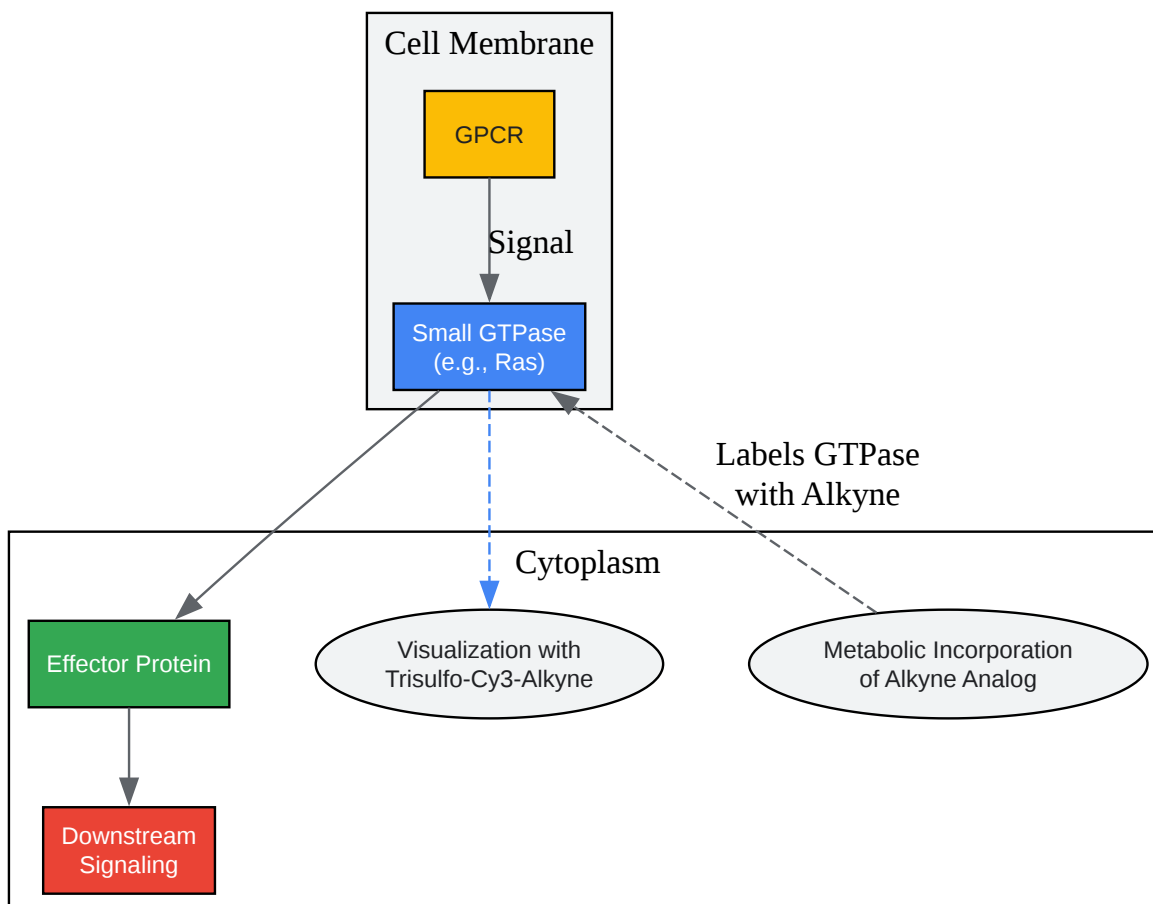 Cell Membrane
GPCR
Signal
Small GTPase
(e.g., Ras)
Labels GTPase
with Alkyne
Cytoplasm
Effector Protein
Visualization with
Trisulfo-Cy3-Alkyne
Metabolic Incorporation
of Alkyne Analog
Downstream
Signaling